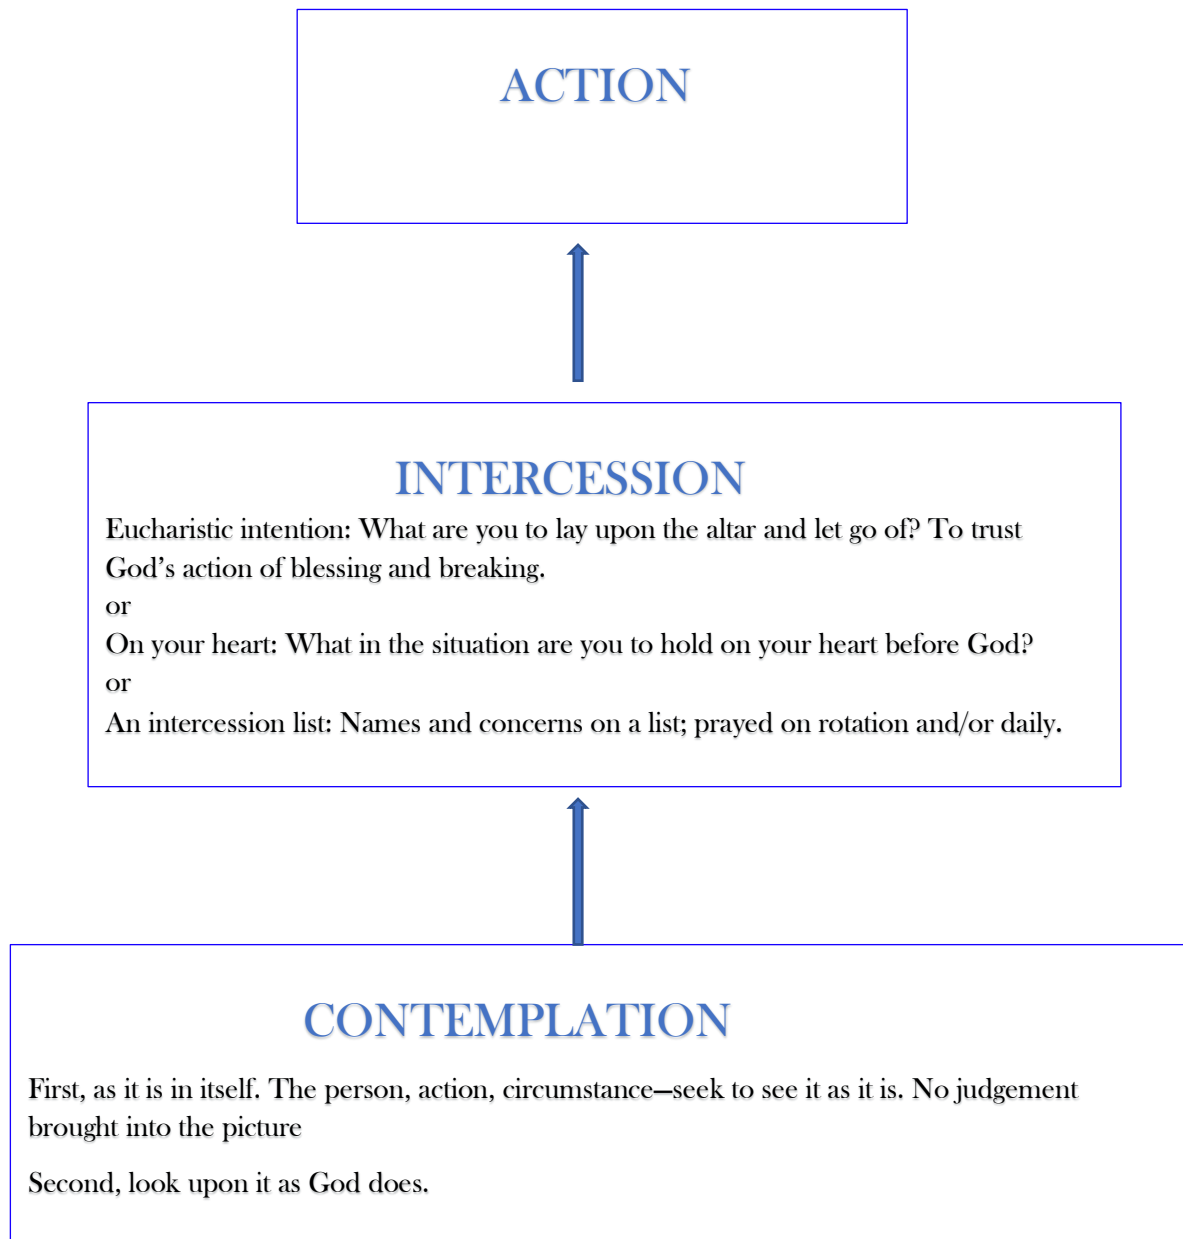 ACTION
INTERCESSION
Eucharistic intention: What are you to lay upon the altar and let go of? To trust
God’s action of blessing and breaking.
or
On your heart: What in the situation are you to hold on your heart before God?
or
An intercession list: Names and concerns on a list; prayed on rotation and/or daily.
CONTEMPLATION
First, as it is in itself. The person, action, circumstance—seek to see it as it is. No judgement
brought into the picture
Second, look upon it as God does.